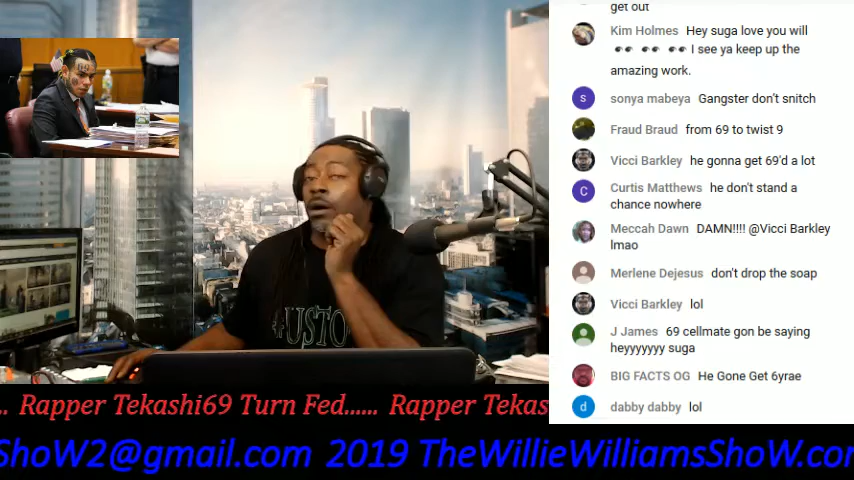 get out
Kim Holmes Hey suga love you will
👀 👀 👀 I see ya keep up the
amazing work.
s sonya mabeya Gangster don't snitch
Fraud Braud from 69 to twist 9
Vicci Barkley he gonna get 69'd a lot
C Curtis Matthews he don't stand a
chance nowhere
Meccah Dawn DAMN!!!! @Vicci Barkley
lmao
Merlene Dejesus don't drop the soap
Vicci Barkley lol
J James 69 cellmate gon be saying
heyyyyyy suga
BIG FACTS OG He Gone Get 6yrae
d dabby dabby lol
#USTO
... Rapper Tekashi69 Turn Fed...... Rapper Tekas
ShoW2@gmail.com 2019 TheWillieWilliamsShoW.com